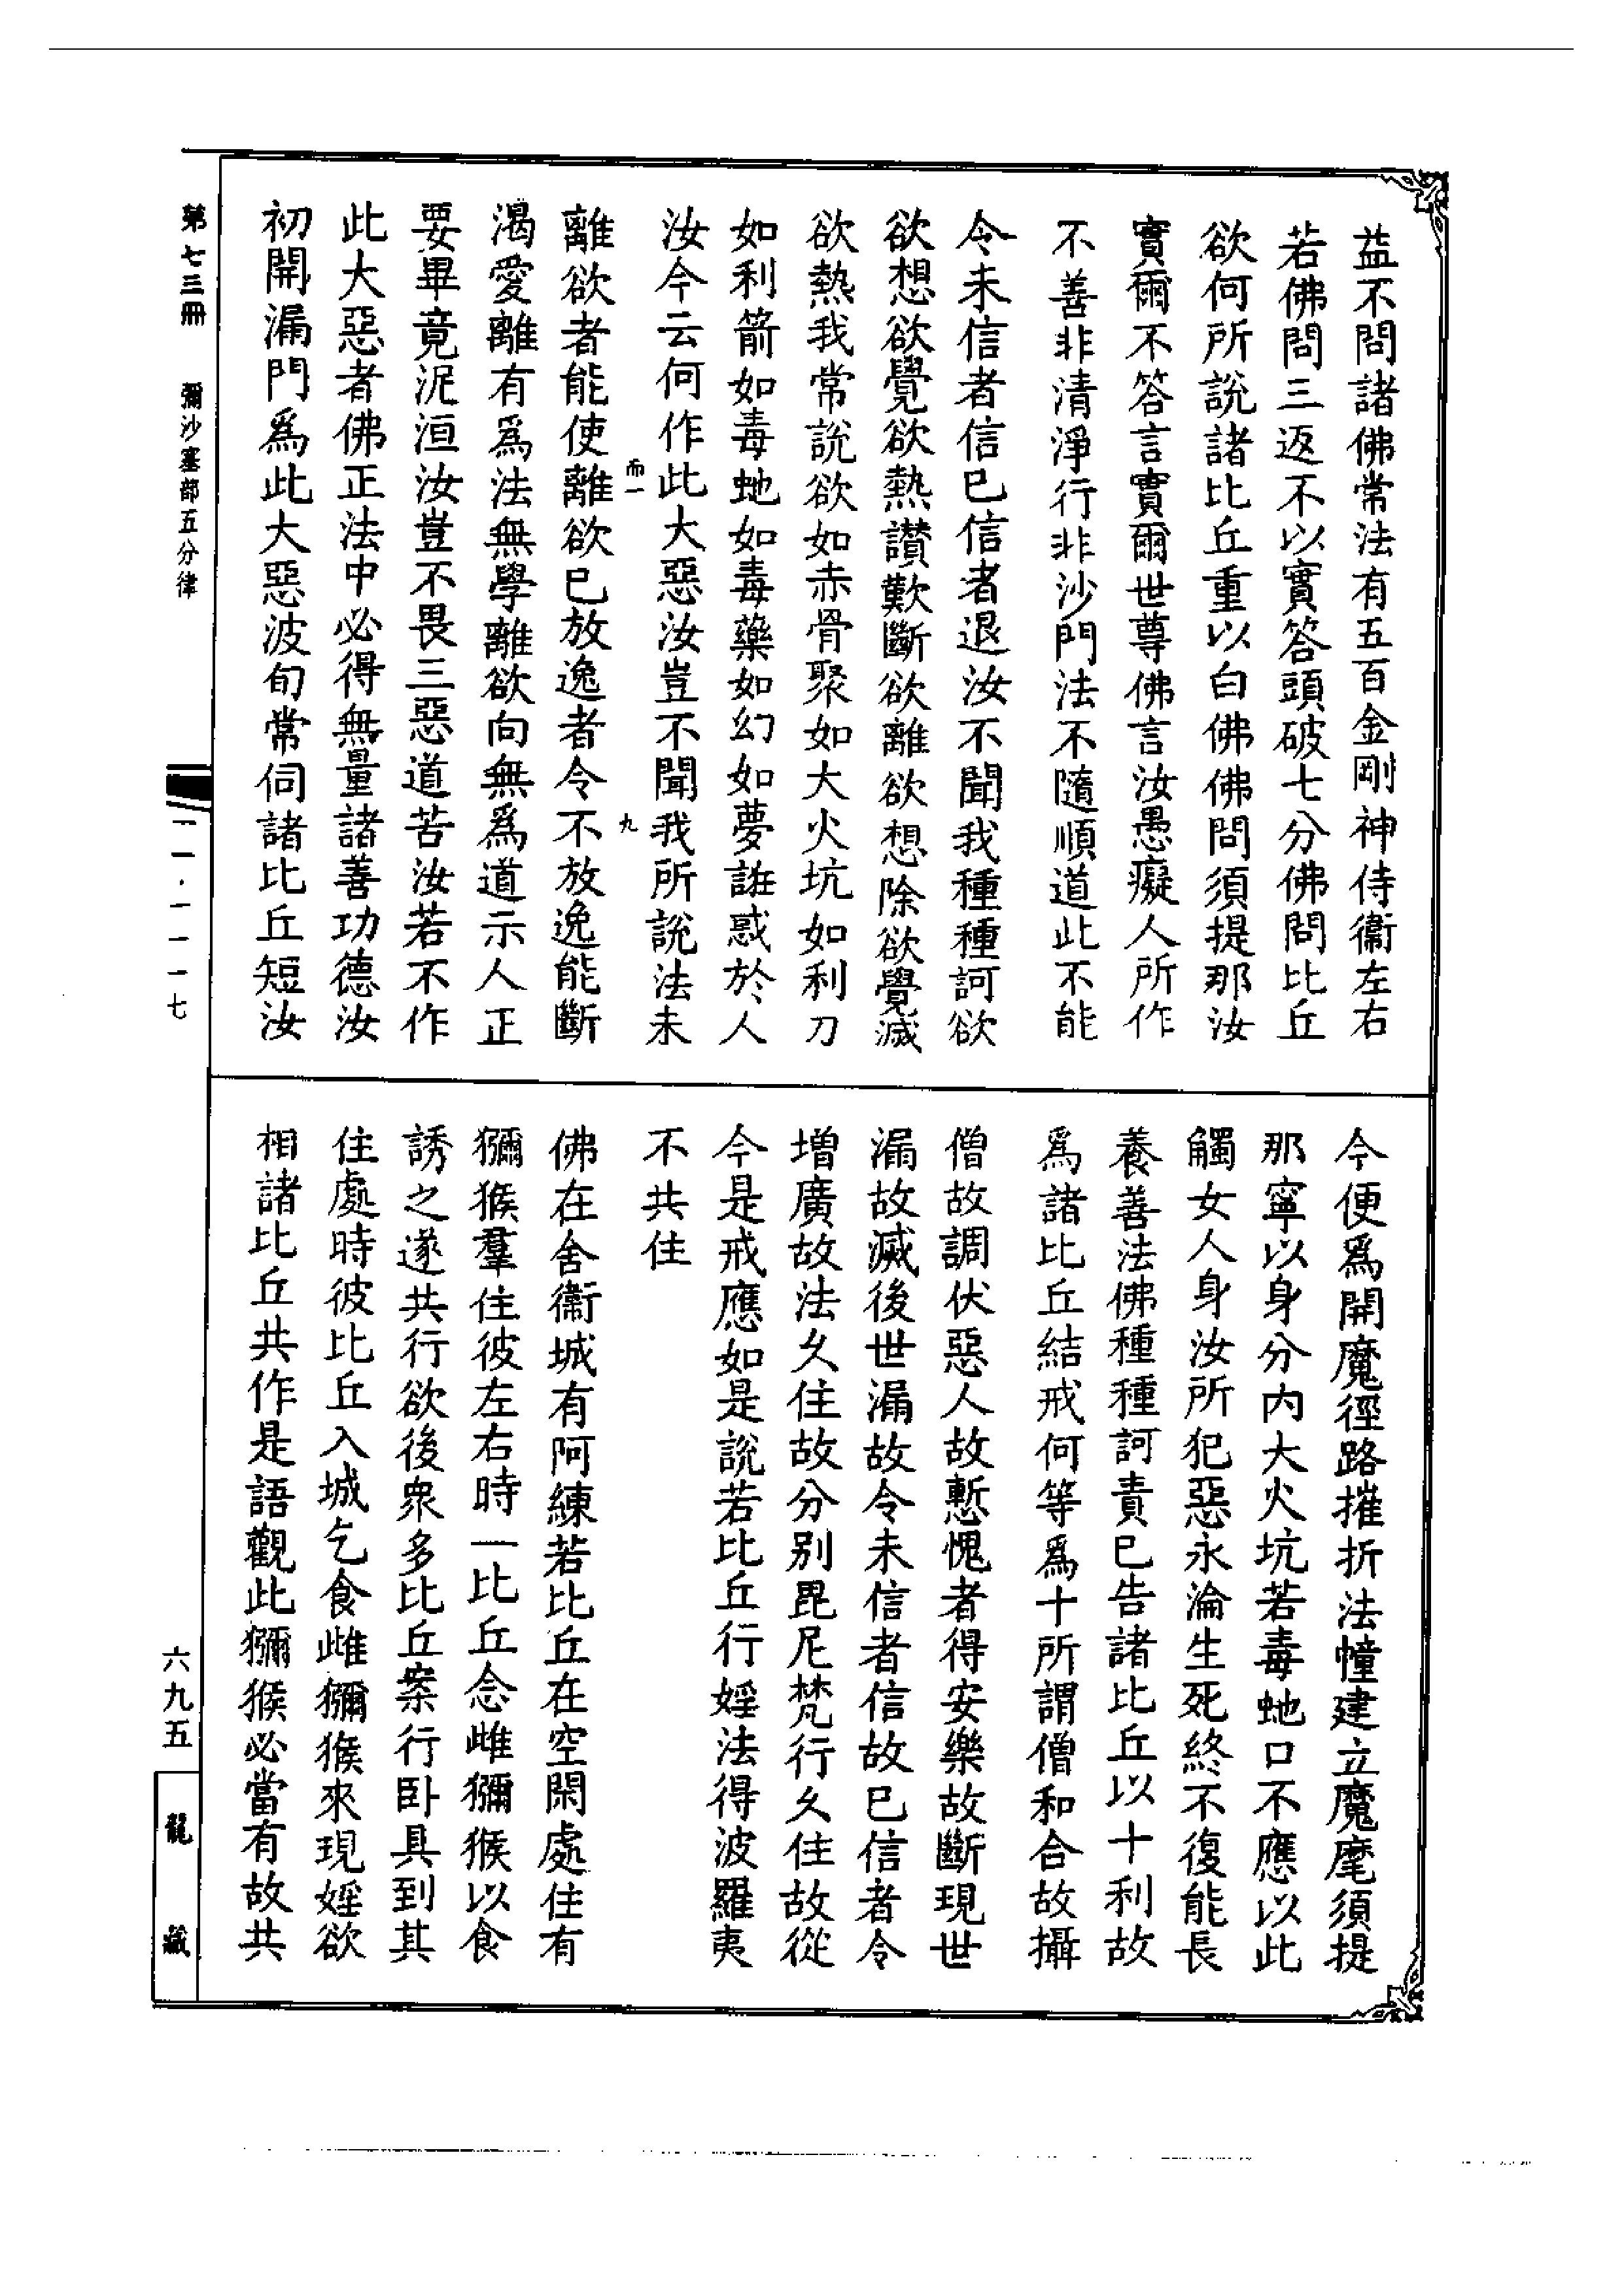 益不問諸佛常法有五百金剛神侍衞左右
若佛問三返不以實答頭破七分佛問比丘
欲何所說諸比丘重以白佛佛問須提那汝
實爾不答言實爾世尊佛言汝愚癡人所作
不善非清淨行非沙門法不隨順道此不能
令未信者信已信者退汝不聞我種種訶欲
欲想欲覺欲熱讃歎斷欲離欲想除欲覺滅
欲熱我常說欲如赤骨聚如大火坑如利刀
如利箭如毒虵如毒藥如幻如夢誑惑於人
汝今云何作此大惡汝豈不聞我所說法未
而一
九
離欲者能使離欲已放逸者令不放逸能斷
渴愛離有爲法無學離欲向無爲道示人正
要畢竟泥洹汝豈不畏三惡道苦汝若不作
此大惡者佛正法中必得無量諸善功德汝
初開漏門爲此大惡波旬常伺諸比丘短汝
今便爲開魔徑路摧折法幢建立魔麾須提
那寧以身分內大火坑若毒虵口不應以此
觸女人身汝所犯惡永淪生死終不復能長
養善法佛種種訶責已告諸比丘以十利故
爲諸比丘結戒何等爲十所謂僧和合故攝
僧故調伏惡人故慙愧者得安樂故斷現世
漏故滅後世漏故令未信者信故已信者令
增廣故法久住故分别毘尼梵行久住故從
今是戒應如是說若比丘行婬法得波羅夷
不共住
佛在舍衞城有阿練若比丘在空閑處住有
獼猴羣住彼左右時一比丘念雌獼猴以食
誘之遂共行欲後衆多比丘案行卧具到其
住處時彼比丘入城乞食雌獼猴來現婬欲
相諸比丘共作是語觀此獼猴必當有故共
第七三冊　彌沙塞部五分律
一一·一一一七
六九五
龍藏